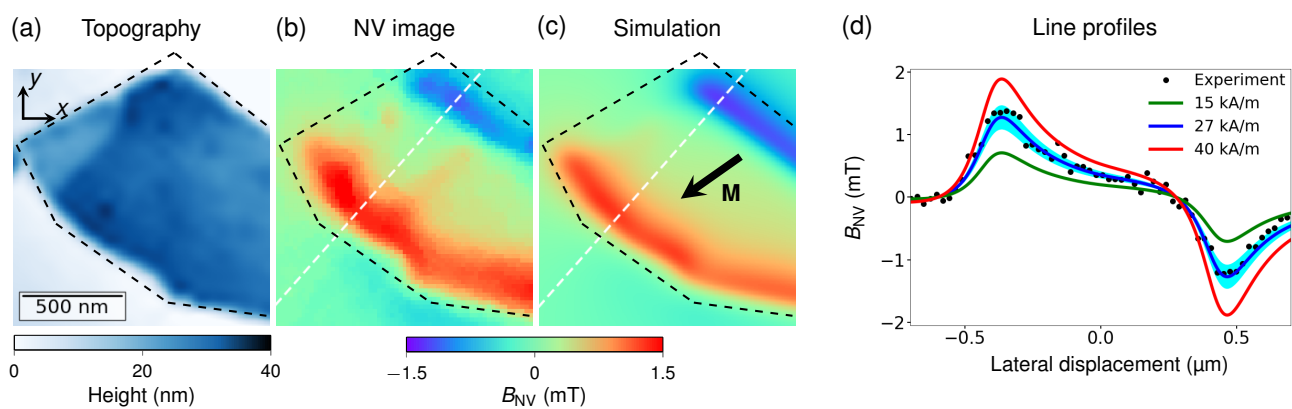 (a) Topography
(b) NV image
(c) Simulation
(d) Line profiles
y
x
500 nm
M
0 20 40
Height (nm)
−1.5 0 1.5
B_NV (mT)
Experiment
15 kA/m
27 kA/m
40 kA/m
2
1
0
−1
−2
B_NV (mT)
−0.5 0.0 0.5
Lateral displacement (μm)